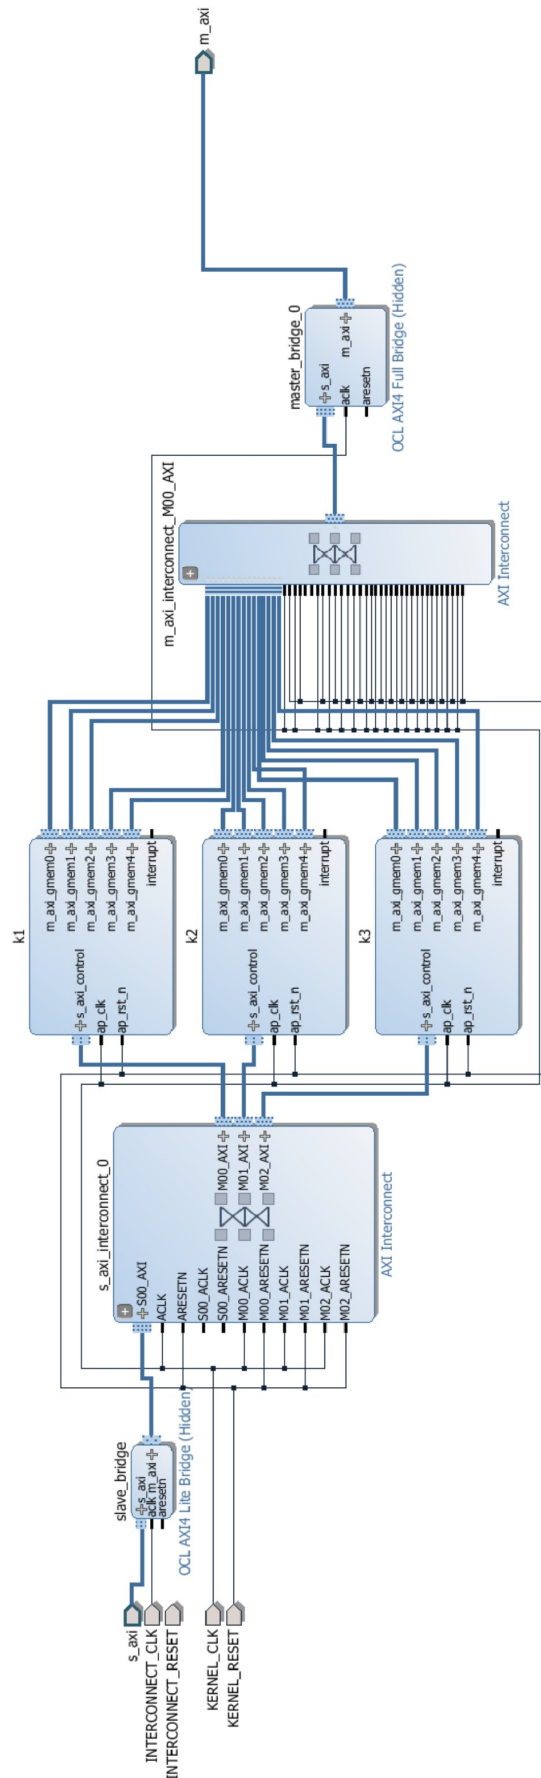 s_axi
INTERCONNECT_CLK
INTERCONNECT_RESET
KERNEL_CLK
KERNEL_RESET
slave_bridge
s_axi
aclk m_axi
aresetn
OCL AXI4 Lite Bridge (Hidden)
s_axi_interconnect_0
S00_AXI
ACLK
ARESETN
S00_ACLK
S00_ARESETN
M00_ACLK
M00_ARESETN
M01_ACLK
M01_ARESETN
M02_ACLK
M02_ARESETN
M00_AXI
M01_AXI
M02_AXI
AXI Interconnect
k1
s_axi_control
ap_clk
ap_rst_n
m_axi_gmem0
m_axi_gmem1
m_axi_gmem2
m_axi_gmem3
m_axi_gmem4
interrupt
k2
s_axi_control
ap_clk
ap_rst_n
m_axi_gmem0
m_axi_gmem1
m_axi_gmem2
m_axi_gmem3
m_axi_gmem4
interrupt
k3
s_axi_control
ap_clk
ap_rst_n
m_axi_gmem0
m_axi_gmem1
m_axi_gmem2
m_axi_gmem3
m_axi_gmem4
interrupt
m_axi_interconnect_M00_AXI
AXI Interconnect
master_bridge_0
s_axi
aclk
aresetn
m_axi
OCL AXI4 Full Bridge (Hidden)
m_axi